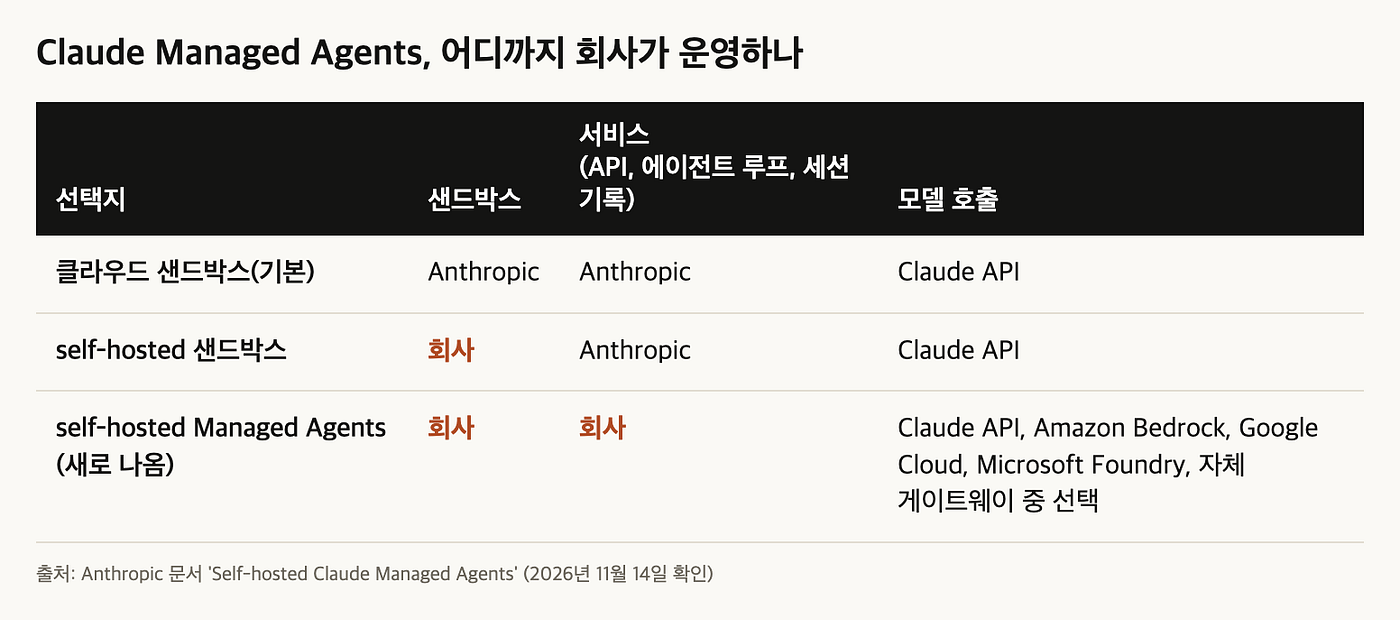 Claude Managed Agents, 어디까지 회사가 운영하나
선택지
샌드박스
서비스
(API, 에이전트 루프, 세션
기록)
모델 호출
클라우드 샌드박스(기본)
Anthropic
Anthropic
Claude API
self-hosted 샌드박스
회사
Anthropic
Claude API
self-hosted Managed Agents
(새로 나옴)
회사
회사
Claude API, Amazon Bedrock, Google
Cloud, Microsoft Foundry, 자체
게이트웨이 중 선택
출처: Anthropic 문서 'Self-hosted Claude Managed Agents' (2026년 11월 14일 확인)